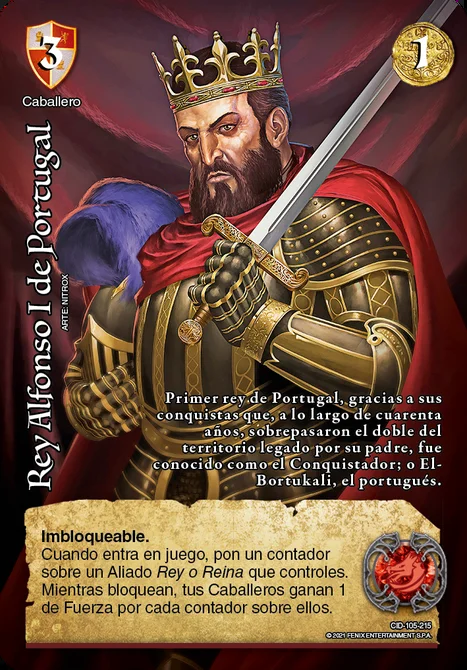 3
1
Caballero
Rey Alfonso I de Portugal
ARTE: NITROX
Primer rey de Portugal, gracias a sus
conquistas que, a lo largo de cuarenta
años, sobrepasaron el doble del
territorio legado por su padre, fue
conocido como el Conquistador; o El-
Bortukali, el portugués.
Imbloqueable.
Cuando entra en juego, pon un contador
sobre un Aliado Rey o Reina que controles.
Mientras bloquean, tus Caballeros ganan 1
de Fuerza por cada contador sobre ellos.
CID-105-215
© 2021 FENIX ENTERTAINMENT S.P.A.